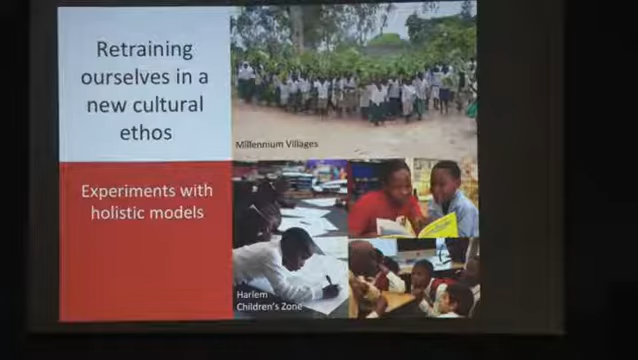 Retraining
ourselves in a
new cultural
ethos
Experiments with
holistic models
Millennium Villages
Harlem
Children's Zone